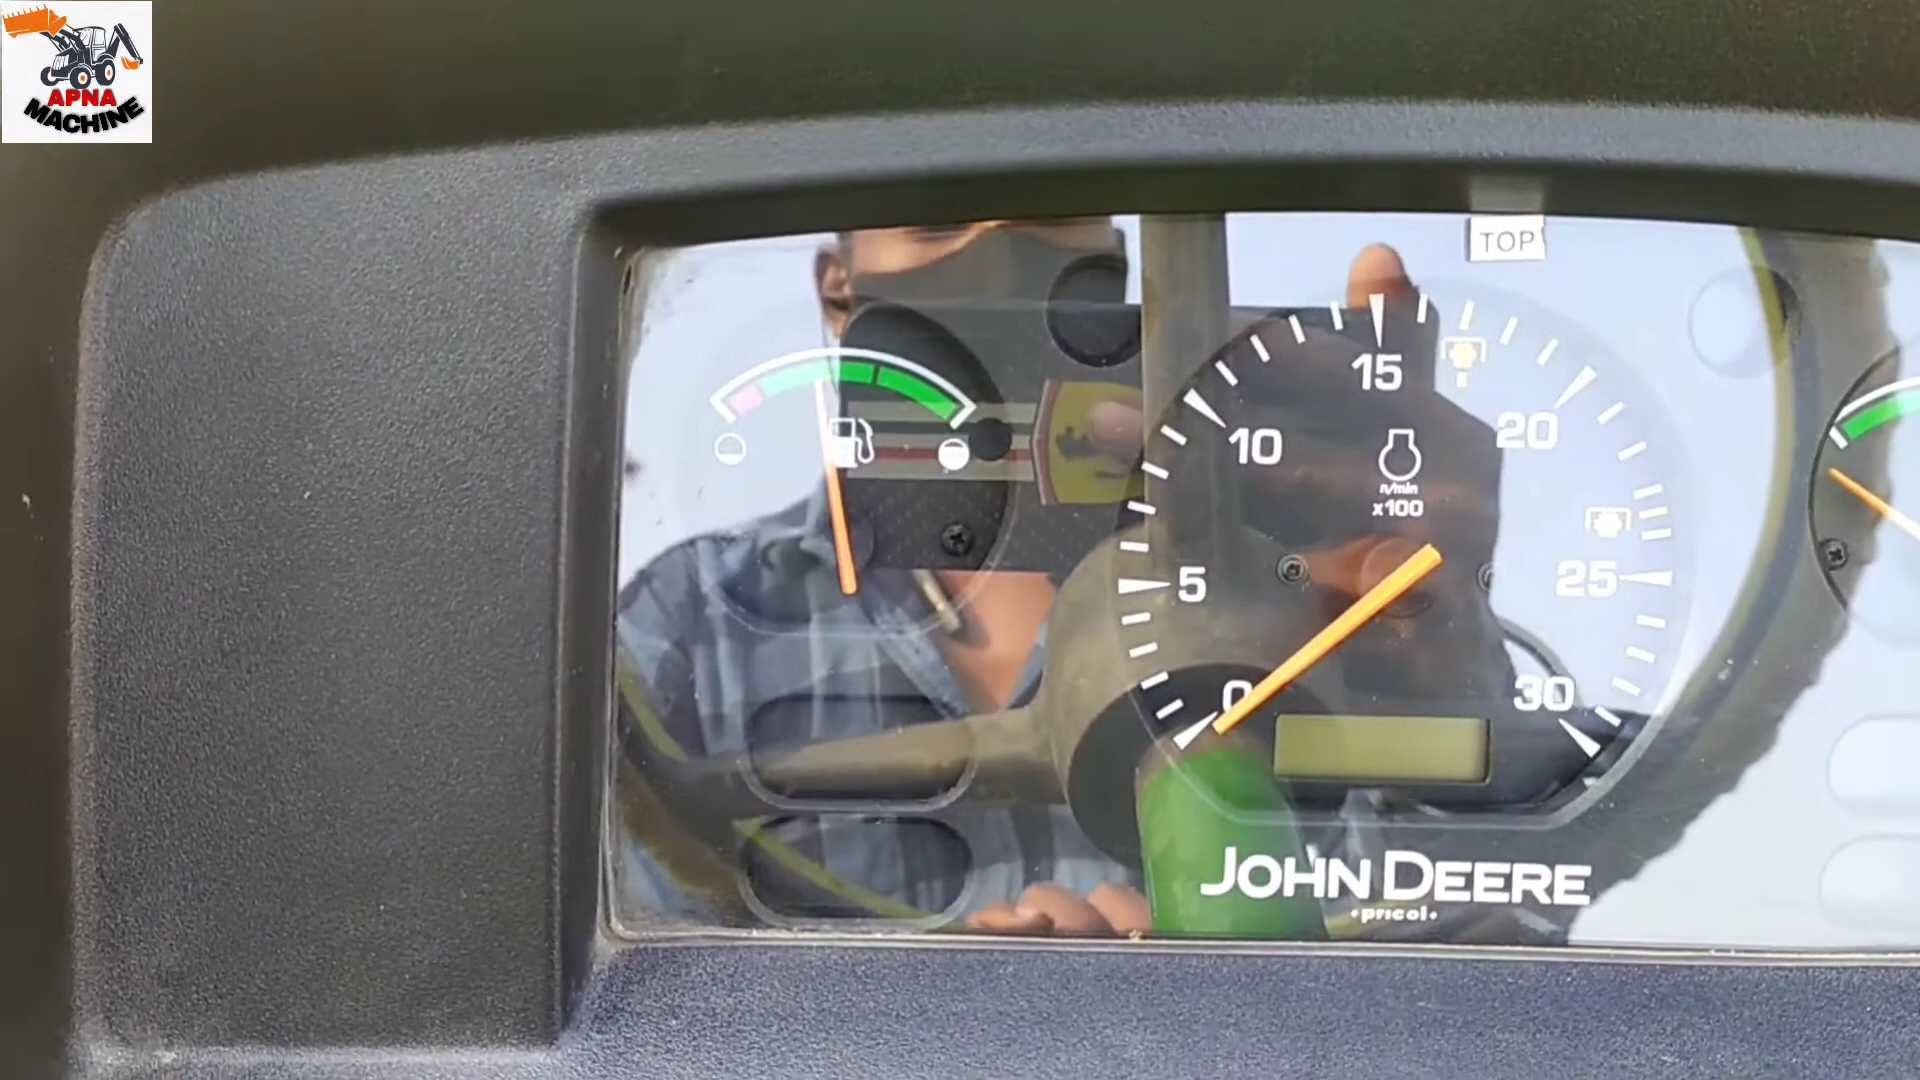 APNA
MACHINE
TOP
15
10
20
n/min
x100
5
25
0
30
JOHN DEERE
•pricol•